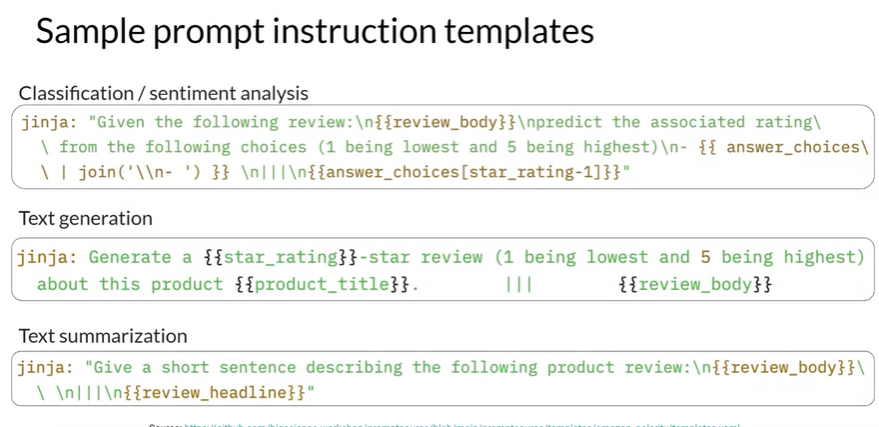 Sample prompt instruction templates
Classification / sentiment analysis
jinja: "Given the following review:\n{{review_body}}\npredict the associated rating\
\ from the following choices (1 being lowest and 5 being highest)\n- {{ answer_choices\
\ | join('\\n- ') }} \n|||\n{{answer_choices[star_rating-1]}}"
Text generation
jinja: Generate a {{star_rating}}-star review (1 being lowest and 5 being highest)
about this product {{product_title}}. ||| {{review_body}}
Text summarization
jinja: "Give a short sentence describing the following product review:\n{{review_body}}\
\ \n|||\n{{review_headline}}"